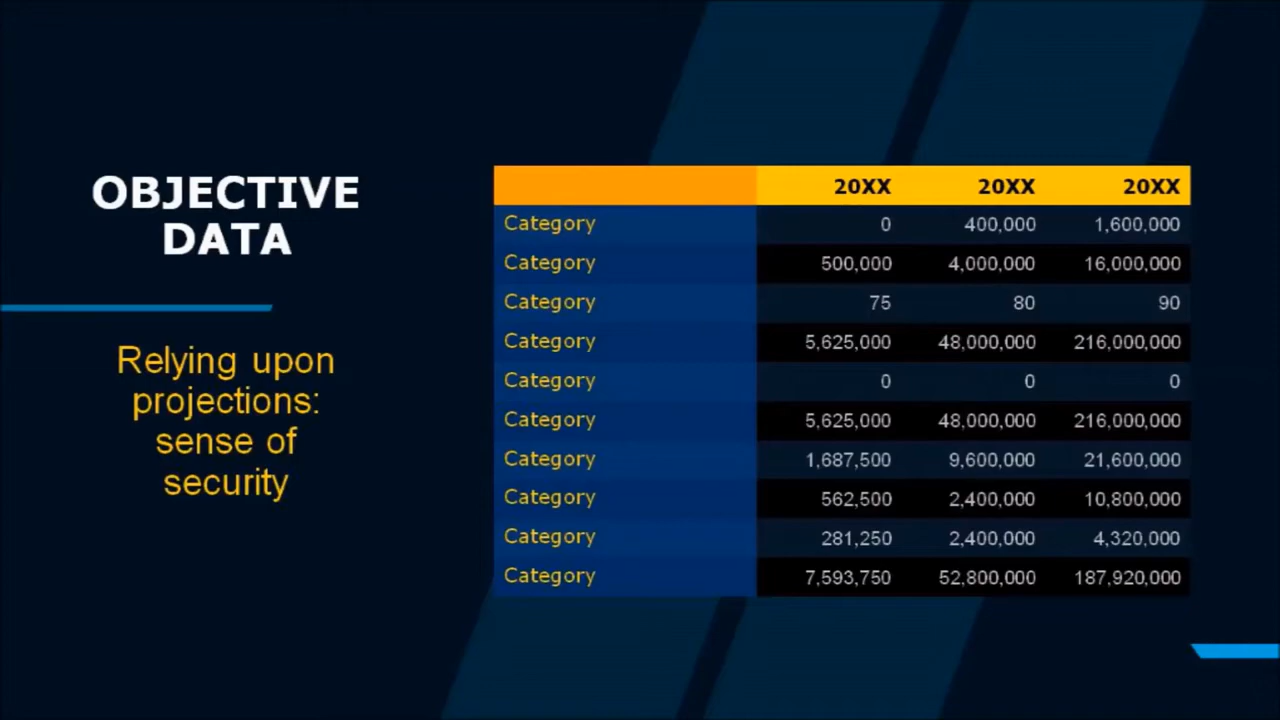 OBJECTIVE
DATA
Relying upon
projections:
sense of
security
20XX 20XX 20XX
Category 0 400,000 1,600,000
Category 500,000 4,000,000 16,000,000
Category 75 80 90
Category 5,625,000 48,000,000 216,000,000
Category 0 0 0
Category 5,625,000 48,000,000 216,000,000
Category 1,687,500 9,600,000 21,600,000
Category 562,500 2,400,000 10,800,000
Category 281,250 2,400,000 4,320,000
Category 7,593,750 52,800,000 187,920,000